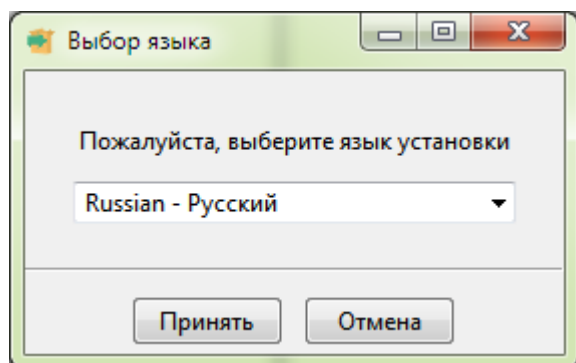 Выбор языка
Пожалуйста, выберите язык установки
Russian - Русский
Принять Отмена